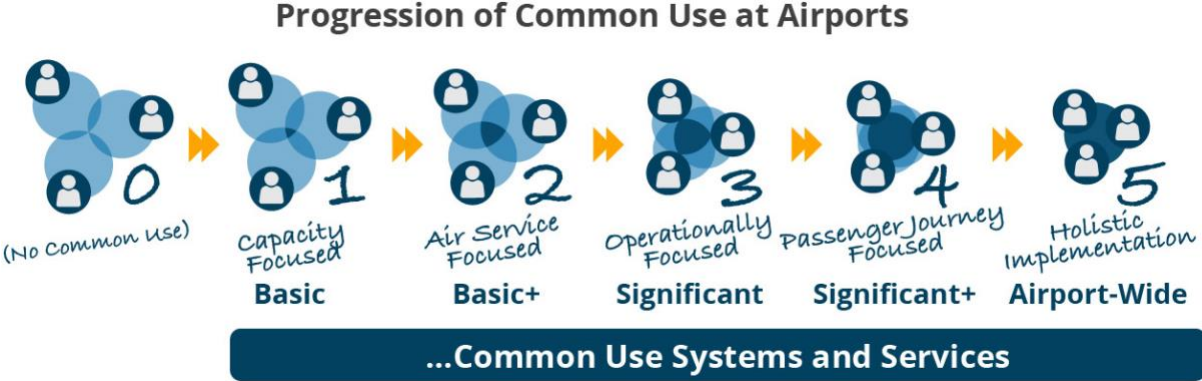 Progression of Common Use at Airports
0
(No Common Use)
1
Capacity
Focused
Basic
2
Air Service
Focused
Basic+
3
Operationally
Focused
Significant
4
Passenger Journey
Focused
Significant+
5
Holistic
Implementation
Airport-Wide
...Common Use Systems and Services